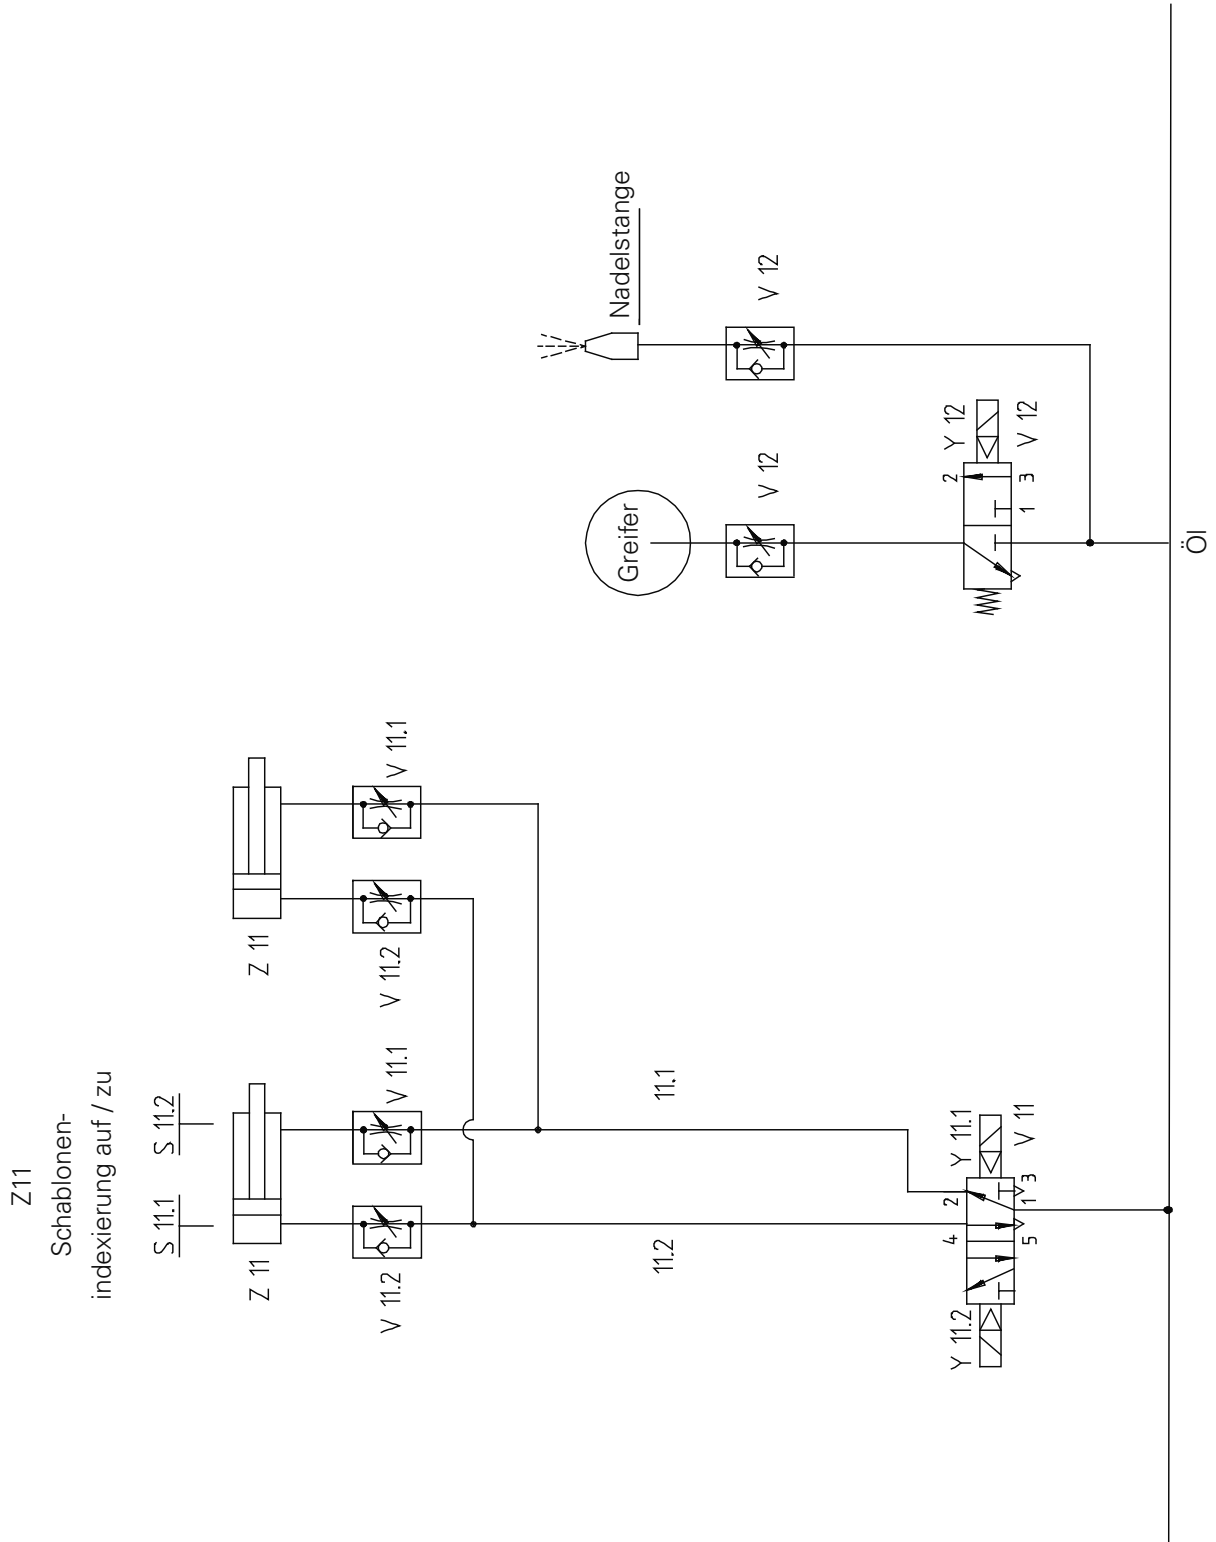 Z11
Schablonen-
indexierung auf / zu
S 11.1
S 11.2
Z 11
Z 11
V 11.2
V 11.1
V 11.2
V 11.1
11.2
11.1
Y 11.2
4
2
Y 11.1
5
1
3
V 11
Greifer
Nadelstange
V 12
V 12
2
Y 12
1
3
V 12
Öl